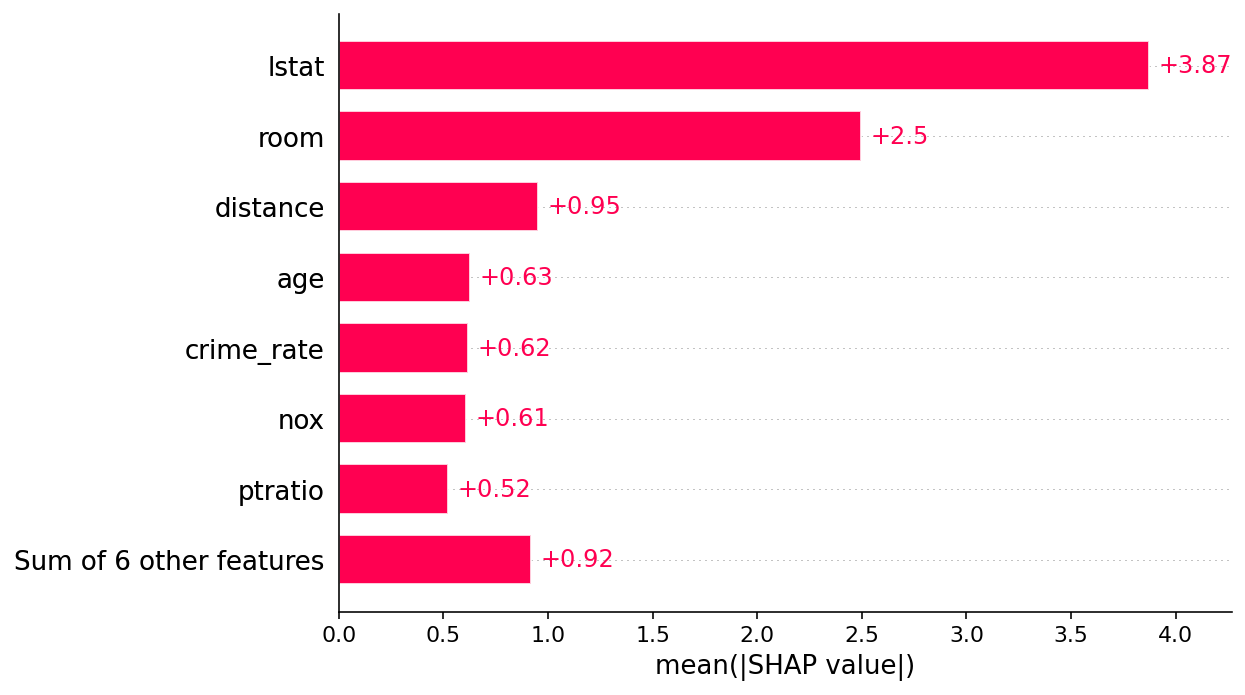 lstat +3.87
room +2.5
distance +0.95
age +0.63
crime_rate +0.62
nox +0.61
ptratio +0.52
Sum of 6 other features +0.92
0.0 0.5 1.0 1.5 2.0 2.5 3.0 3.5 4.0
mean(|SHAP value|)